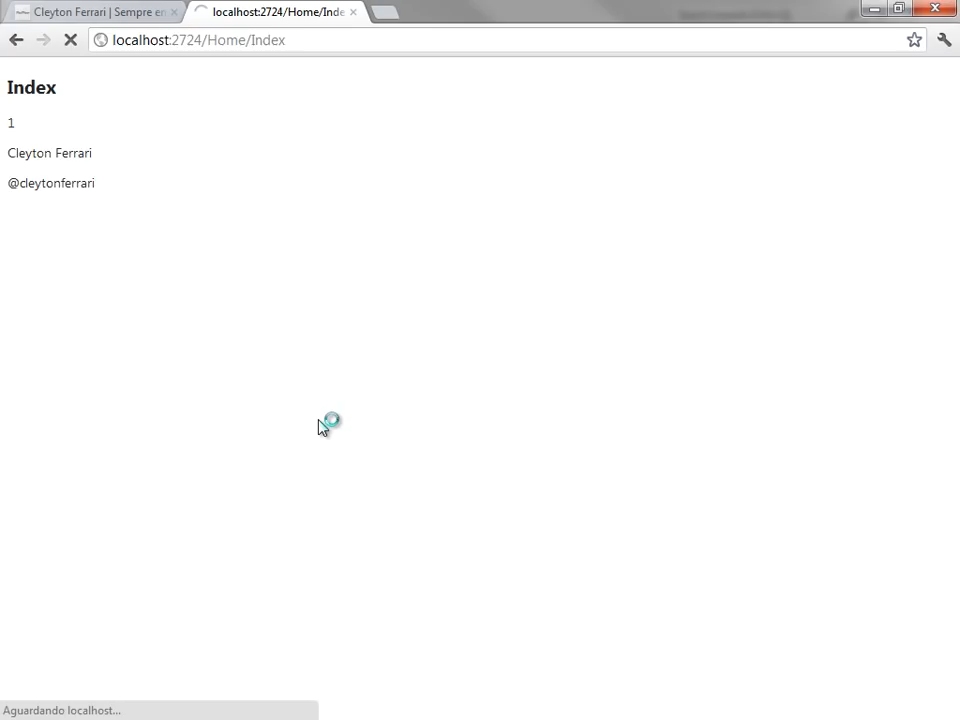 Cleyton Ferrari | Sempre en
localhost:2724/Home/Inde
localhost:2724/Home/Index
Index
1
Cleyton Ferrari
@cleytonferrari
Aguardando localhost...